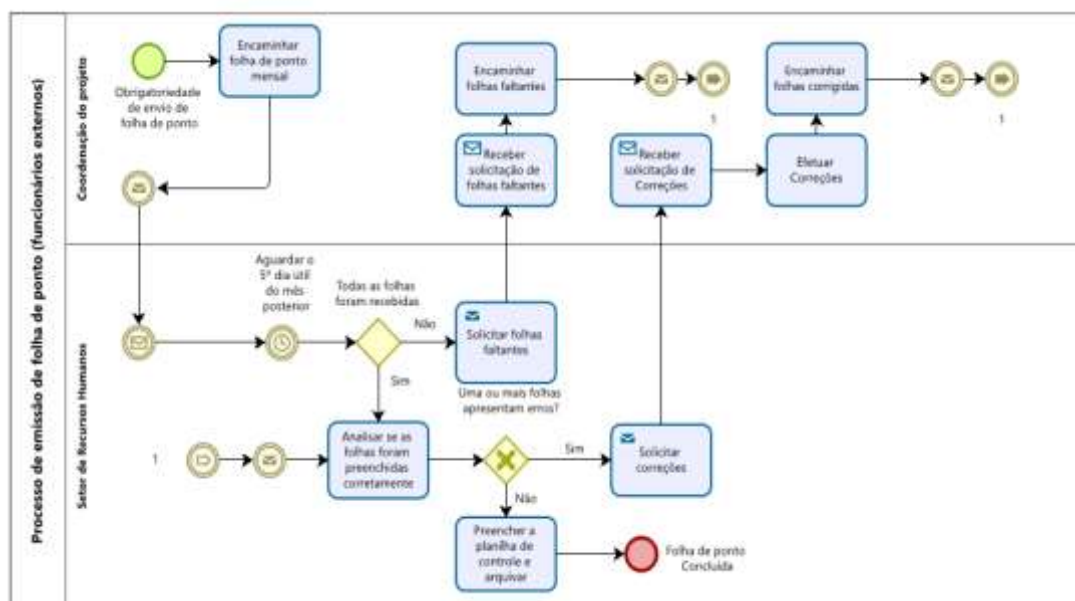 Processo de emissão de folha de ponto (funcionários externos)
Coordenação do projeto
Encaminhar
folha de ponto
mensal
Obrigatoriedade
de envio de
folha de ponto
Encaminhar
folhas faltantes
1
Encaminhar
folhas corrigidas
1
Receber
solicitação de
folhas faltantes
Receber
solicitação de
Correções
Efetuar
Correções
Setor de Recursos Humanos
Aguardar o
5º dia útil
do mês
posterior
Todas as folhas
foram recebidas
Não
Solicitar folhas
faltantes
Sim
Uma ou mais folhas
apresentam erros?
1
Analisar se as
folhas foram
preenchidas
corretamente
Sim
Solicitar
correções
Não
Preencher a
planilha de
controle e
arquivar
Folha de ponto
Concluída